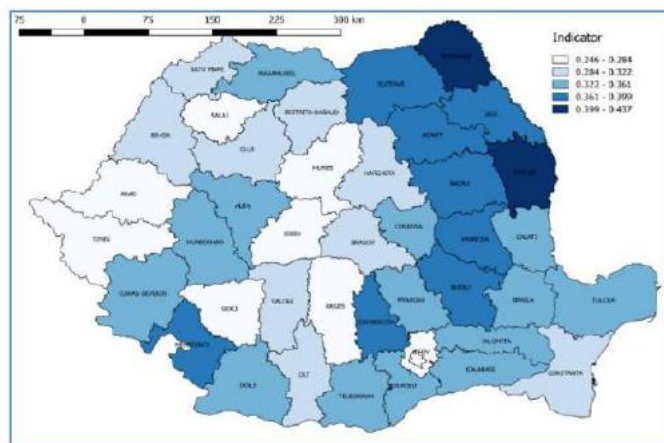 75 0 75 150 225 300 km
Indicator
0.246 - 0.284
0.284 - 0.322
0.322 - 0.361
0.361 - 0.399
0.399 - 0.437
SATU MARE
MARAMURES
SUCEAVA
IASI
SALAJ
BISTRITA-NASAUD
NEAMT
BIHOR
CLUJ
MURES
HARGHITA
BACAU
ARAD
ALBA
TIMIS
HUNEDOARA
SIBIU
BRASOV
COVASNA
VRANCEA
GALATI
CARAS-SEVERIN
GORJ
VALCEA
ARGES
PRAHOVA
BUZAU
BRAILA
TULCEA
IALOMITA
DOLJ
OLT
CALARASI
CONSTANTA
TELEORMAN